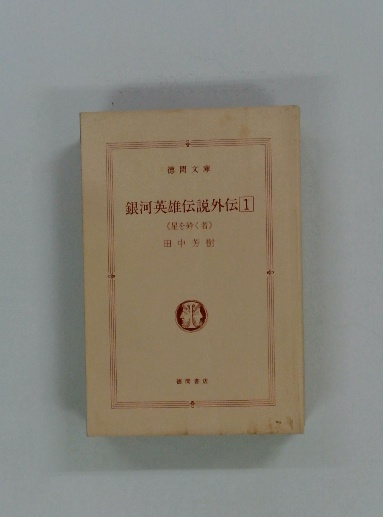 徳間文庫
銀河英雄伝説外伝1
《星を砕く者》
田中芳樹
徳間書店